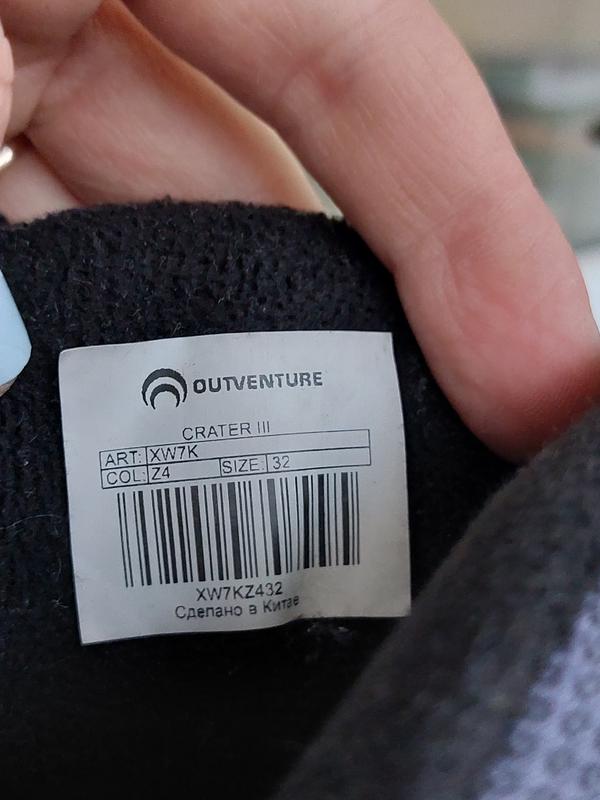 OUTVENTURE
CRATER III
ART: XW7K
COL: Z4 SIZE: 32
XW7KZ432
Сделано в Китае